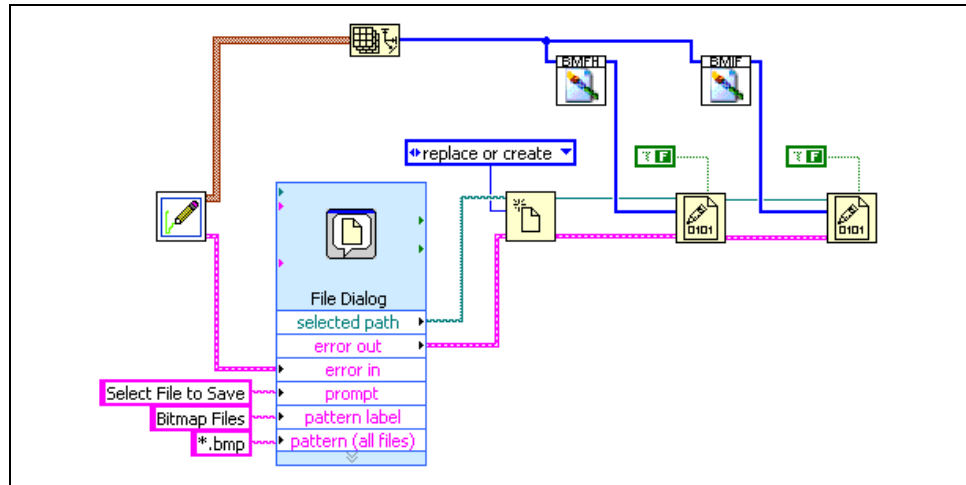 BMFH
BMIF
replace or create
F
F
0101
0101
File Dialog
selected path
error out
error in
Select File to Save
prompt
Bitmap Files
pattern label
*.bmp
pattern (all files)